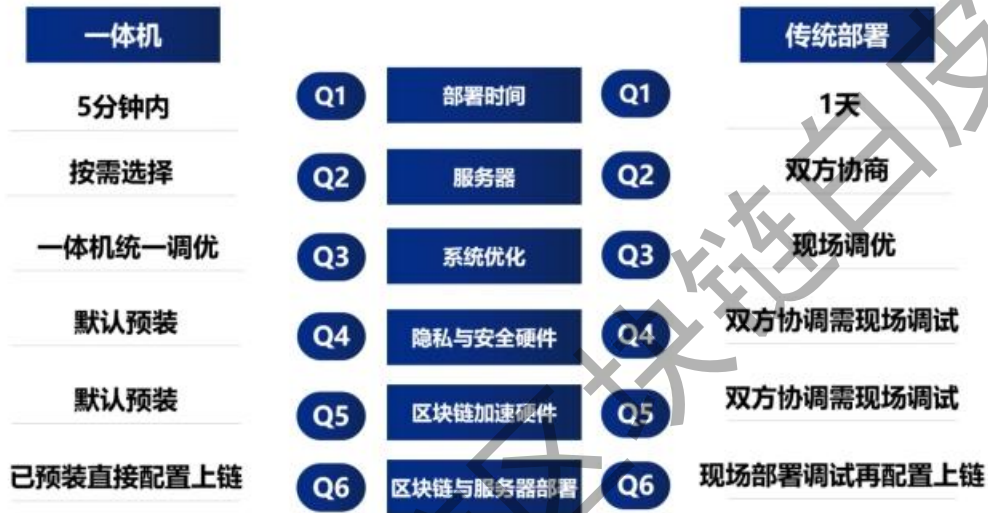 一体机
传统部署
5分钟内
Q1
部署时间
Q1
1天
按需选择
Q2
服务器
Q2
双方协商
一体机统一调优
Q3
系统优化
Q3
现场调优
默认预装
Q4
隐私与安全硬件
Q4
双方协调需现场调试
默认预装
Q5
区块链加速硬件
Q5
双方协调需现场调试
已预装直接配置上链
Q6
区块链与服务器部署
Q6
现场部署调试再配置上链
区块链白皮